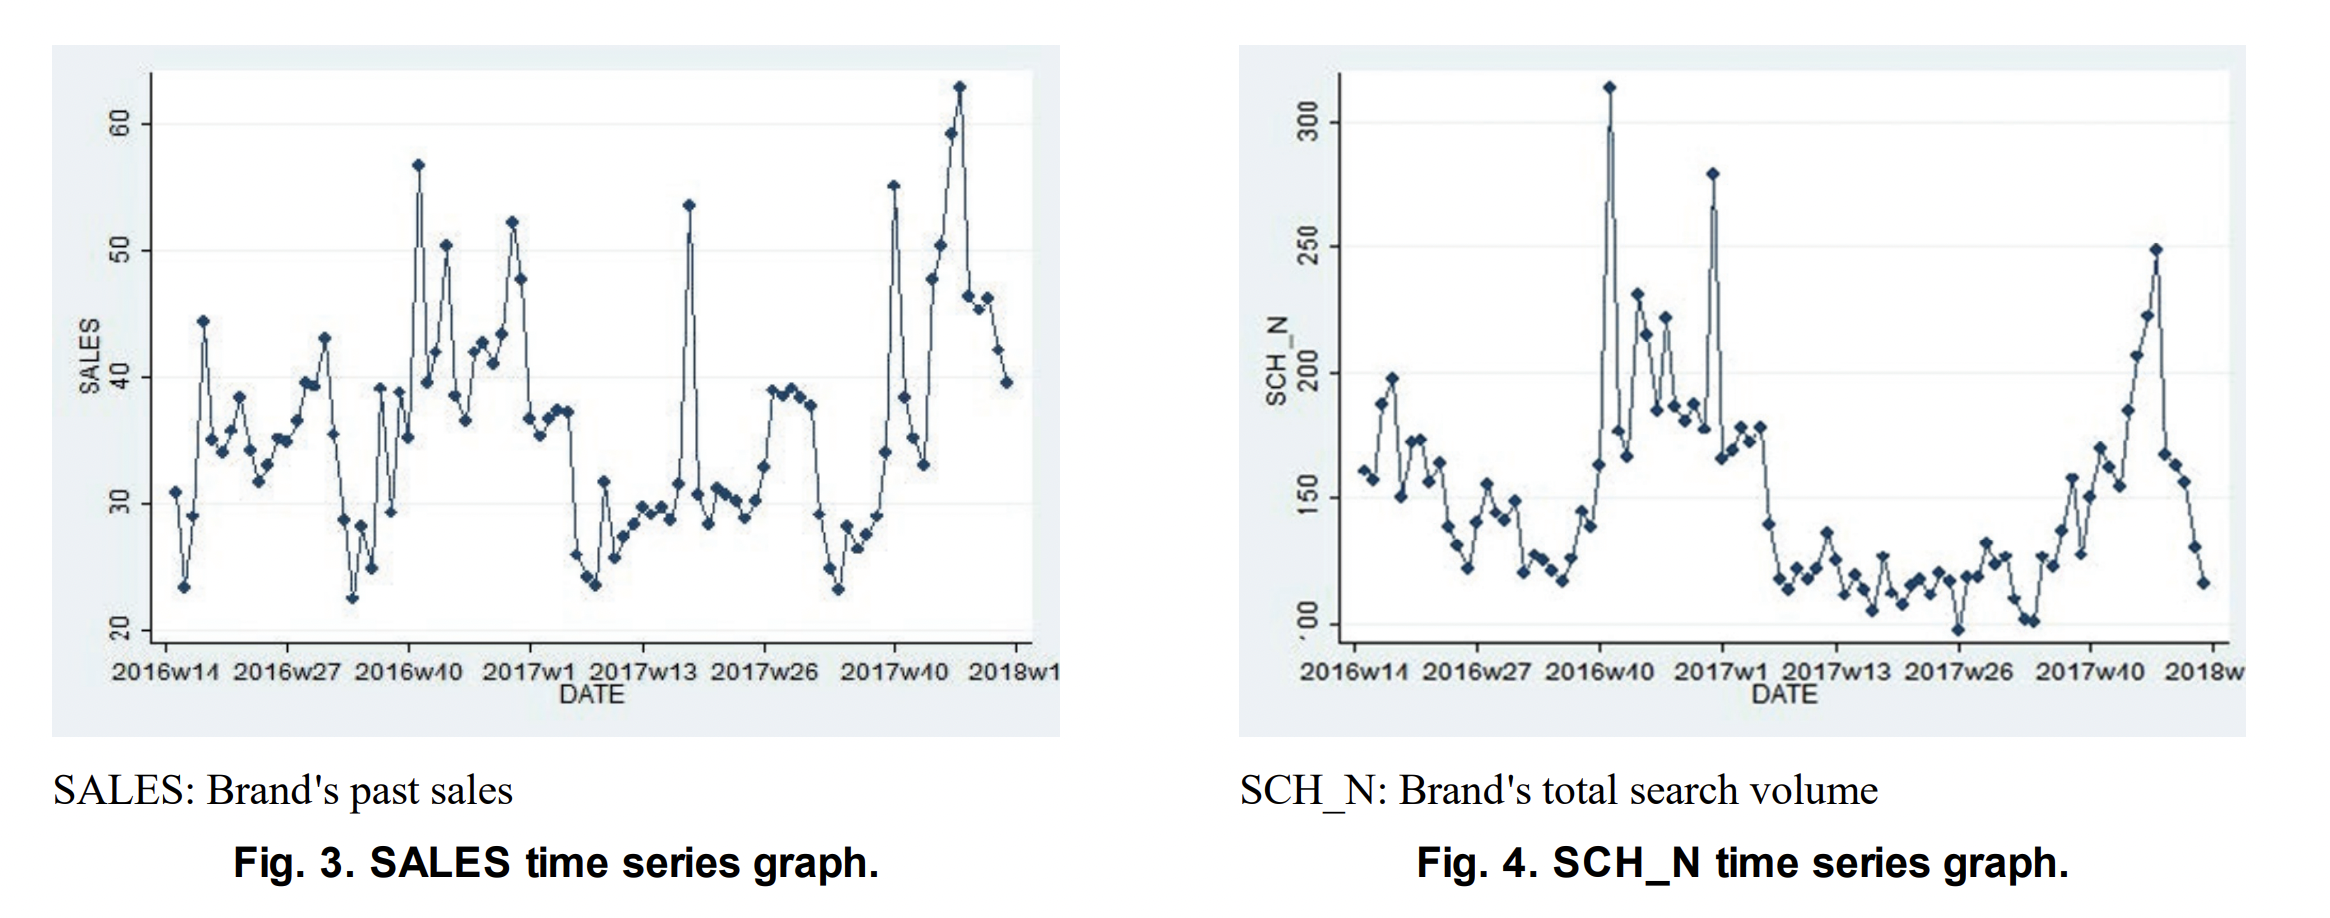 60
50
40
30
20
SALES
2016w14 2016w27 2016w40 2017w1 2017w13 2017w26 2017w40 2018w1
DATE
SALES: Brand's past sales
Fig. 3. SALES time series graph.
300
250
200
150
SCH_N
2016w14 2016w27 2016w40 2017w1 2017w13 2017w26 2017w40 2018w
DATE
SCH_N: Brand's total search volume
Fig. 4. SCH_N time series graph.